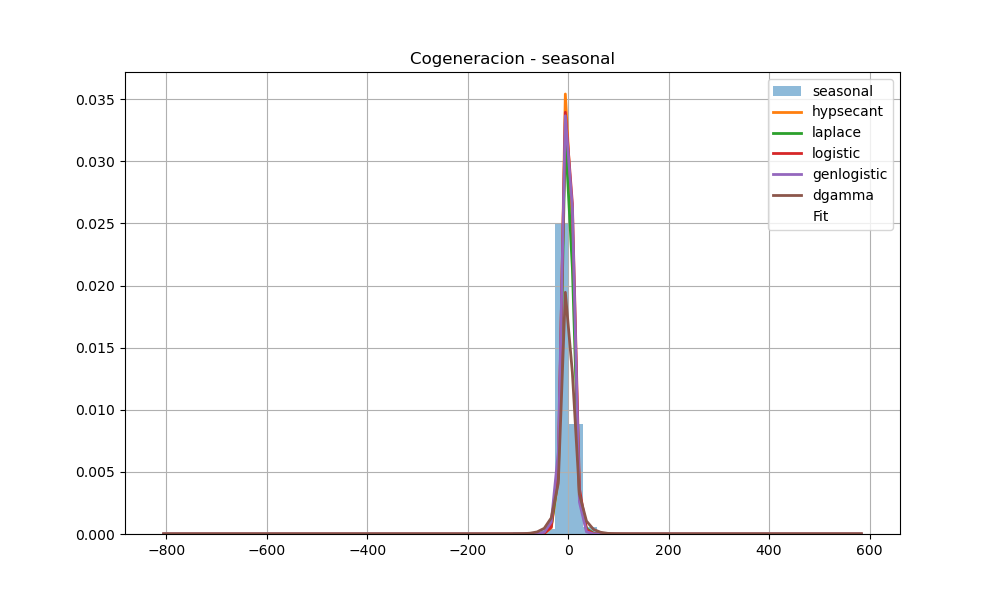 Cogeneracion - seasonal
seasonal
hypsecant
laplace
logistic
genlogistic
dgamma
Fit
0.035
0.030
0.025
0.020
0.015
0.010
0.005
0.000
−800
−600
−400
−200
0
200
400
600